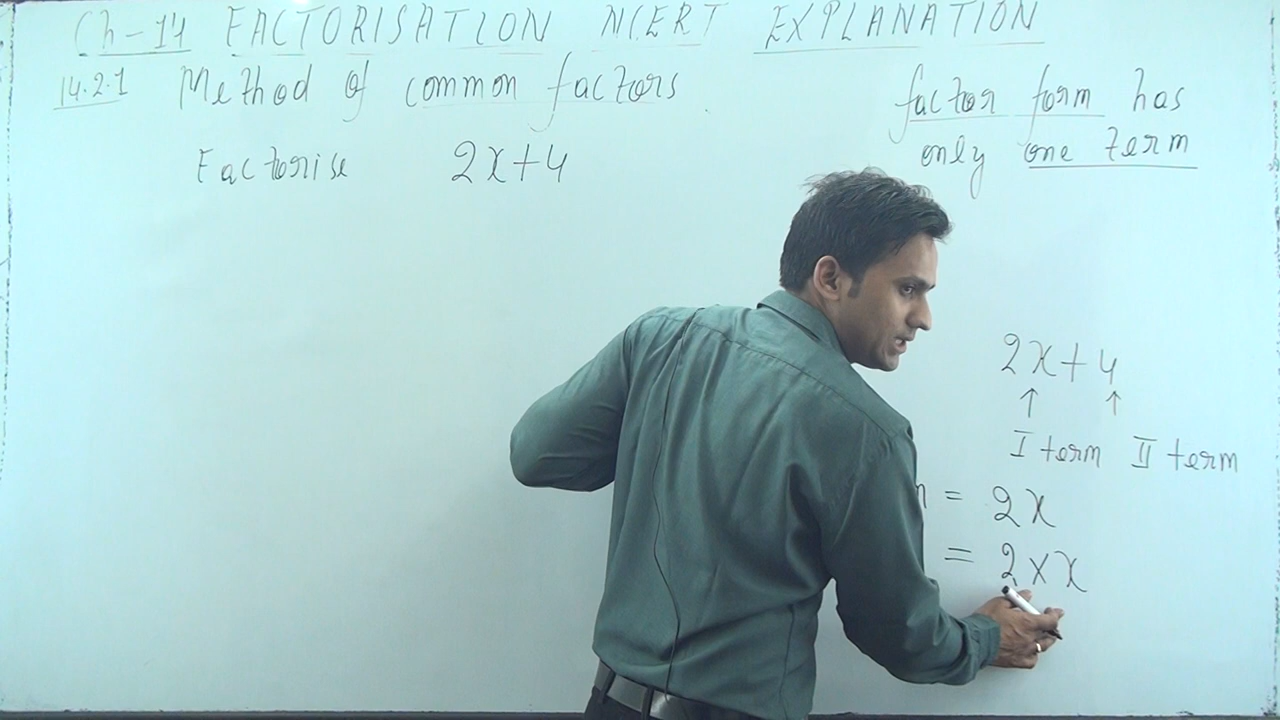 Ch-14 FACTORISATION NCERT EXPLANATION
14.2.1 Method of common factors
factor form has
only one term
Factorise 2x+4
2x+4
↑ ↑
I term II term
= 2x
= 2×x